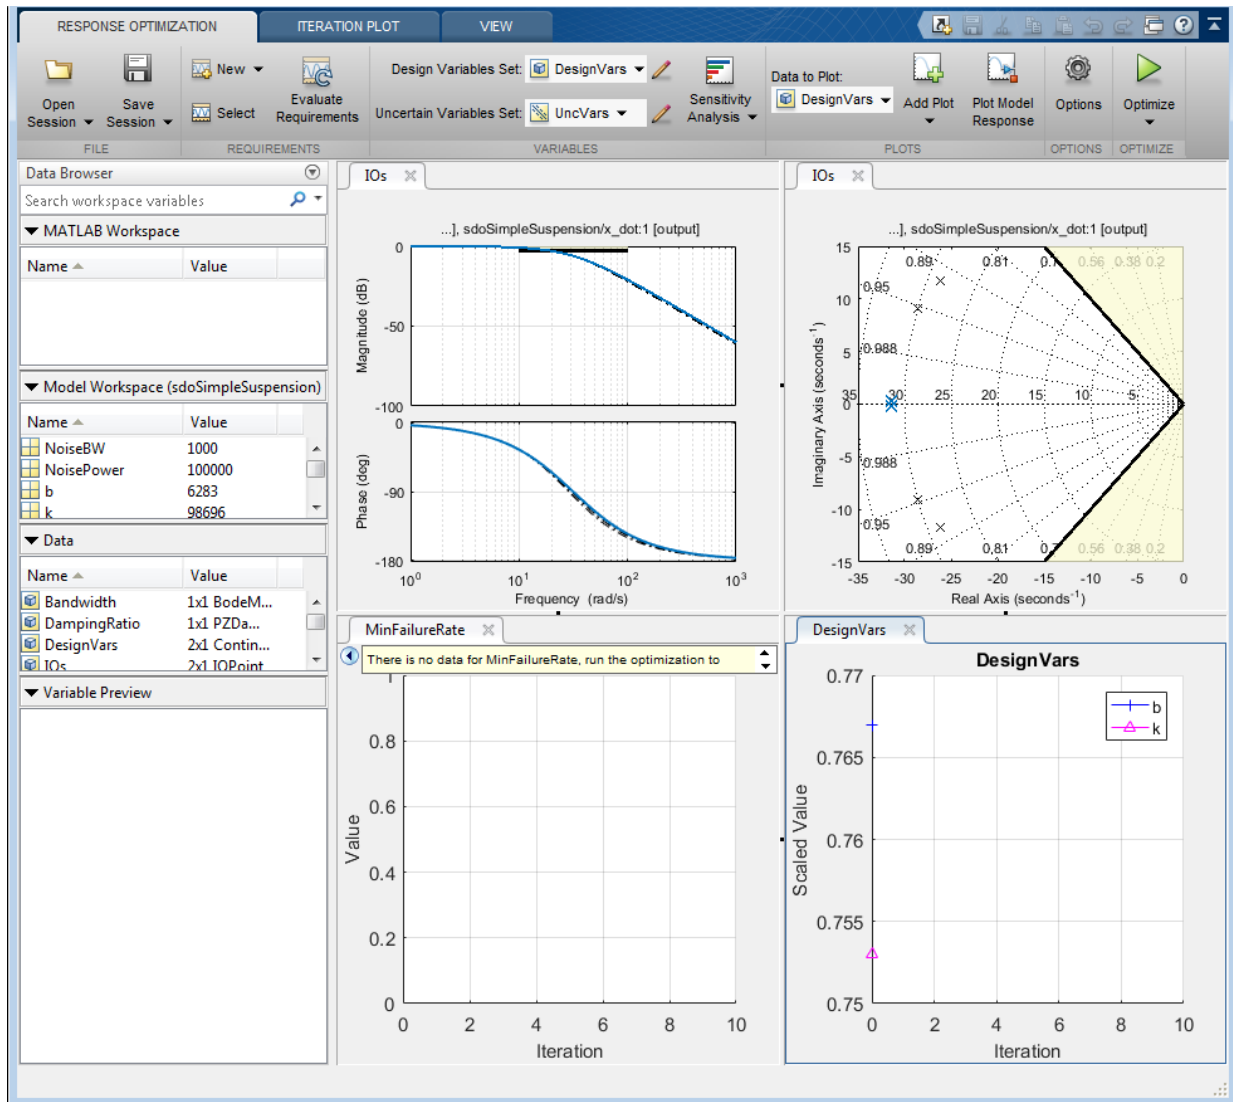 RESPONSE OPTIMIZATION ITERATION PLOT VIEW
Open Session
Save Session
New
Select
Evaluate Requirements
Design Variables Set: DesignVars
Uncertain Variables Set: UncVars
Sensitivity Analysis
Data to Plot:
DesignVars
Add Plot
Plot Model Response
Options
Optimize
FILE REQUIREMENTS VARIABLES PLOTS OPTIONS OPTIMIZE
Data Browser
Search workspace variables
MATLAB Workspace
Name Value
Model Workspace (sdoSimpleSuspension)
Name Value
NoiseBW 1000
NoisePower 100000
b 6283
k 98696
Data
Name Value
Bandwidth 1x1 BodeM...
DampingRatio 1x1 PZDa...
DesignVars 2x1 Contin...
IOs 2x1 IOPoint
Variable Preview
IOs
...], sdoSimpleSuspension/x_dot:1 [output]
Magnitude (dB)
0
-50
-100
Phase (deg)
0
-90
-180
10^0 10^1 10^2 10^3
Frequency (rad/s)
IOs
...], sdoSimpleSuspension/x_dot:1 [output]
Imaginary Axis (seconds^-1)
15
10
5
0
-5
-10
-15
0.89 0.81 0.7 0.56 0.38 0.2
0.95
0.988
35 30 25 20 15 10 5
0.988
0.95
0.89 0.81 0.7 0.56 0.38 0.2
-35 -30 -25 -20 -15 -10 -5 0
Real Axis (seconds^-1)
MinFailureRate
There is no data for MinFailureRate, run the optimization to
Value
1
0.8
0.6
0.4
0.2
0
0 2 4 6 8 10
Iteration
DesignVars
DesignVars
Scaled Value
0.77
0.765
0.76
0.755
0.75
b
k
0 2 4 6 8 10
Iteration